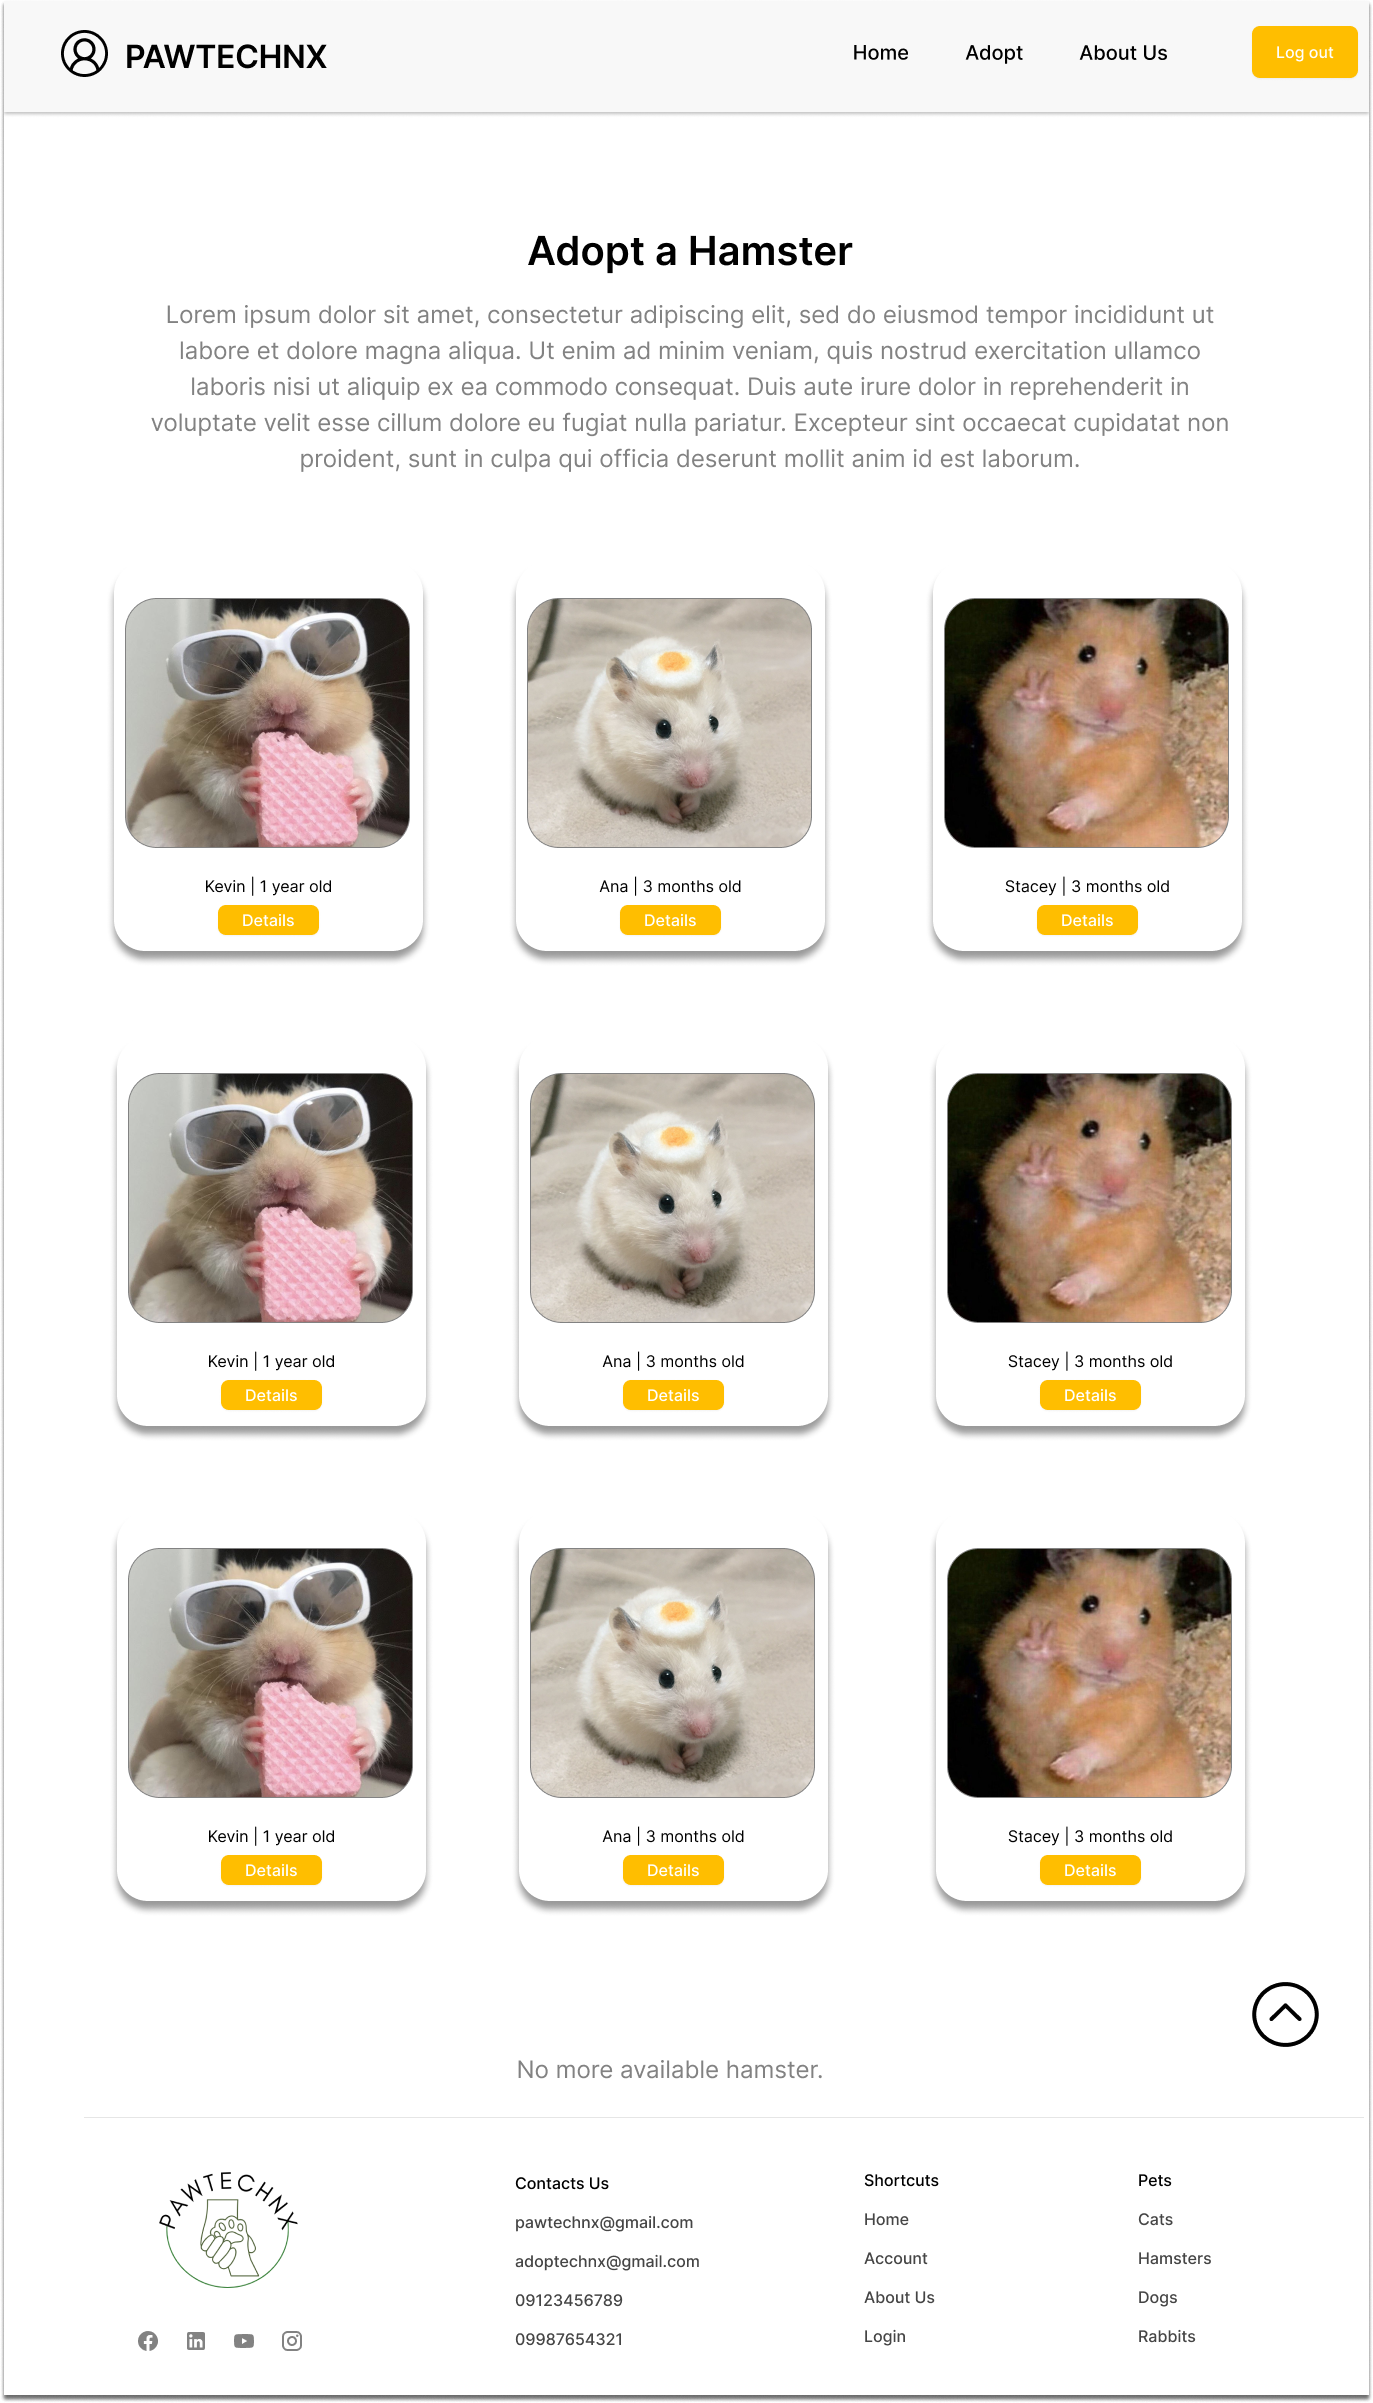 PAWTECHNX
Home
Adopt
About Us
Log out
Adopt a Hamster
Lorem ipsum dolor sit amet, consectetur adipiscing elit, sed do eiusmod tempor incididunt ut
labore et dolore magna aliqua. Ut enim ad minim veniam, quis nostrud exercitation ullamco
laboris nisi ut aliquip ex ea commodo consequat. Duis aute irure dolor in reprehenderit in
voluptate velit esse cillum dolore eu fugiat nulla pariatur. Excepteur sint occaecat cupidatat non
proident, sunt in culpa qui officia deserunt mollit anim id est laborum.
Kevin | 1 year old
Details
Ana | 3 months old
Details
Stacey | 3 months old
Details
Kevin | 1 year old
Details
Ana | 3 months old
Details
Stacey | 3 months old
Details
Kevin | 1 year old
Details
Ana | 3 months old
Details
Stacey | 3 months old
Details
No more available hamster.
PAWTECHNX
Contacts Us
pawtechnx@gmail.com
adoptechnx@gmail.com
09123456789
09987654321
Shortcuts
Home
Account
About Us
Login
Pets
Cats
Hamsters
Dogs
Rabbits